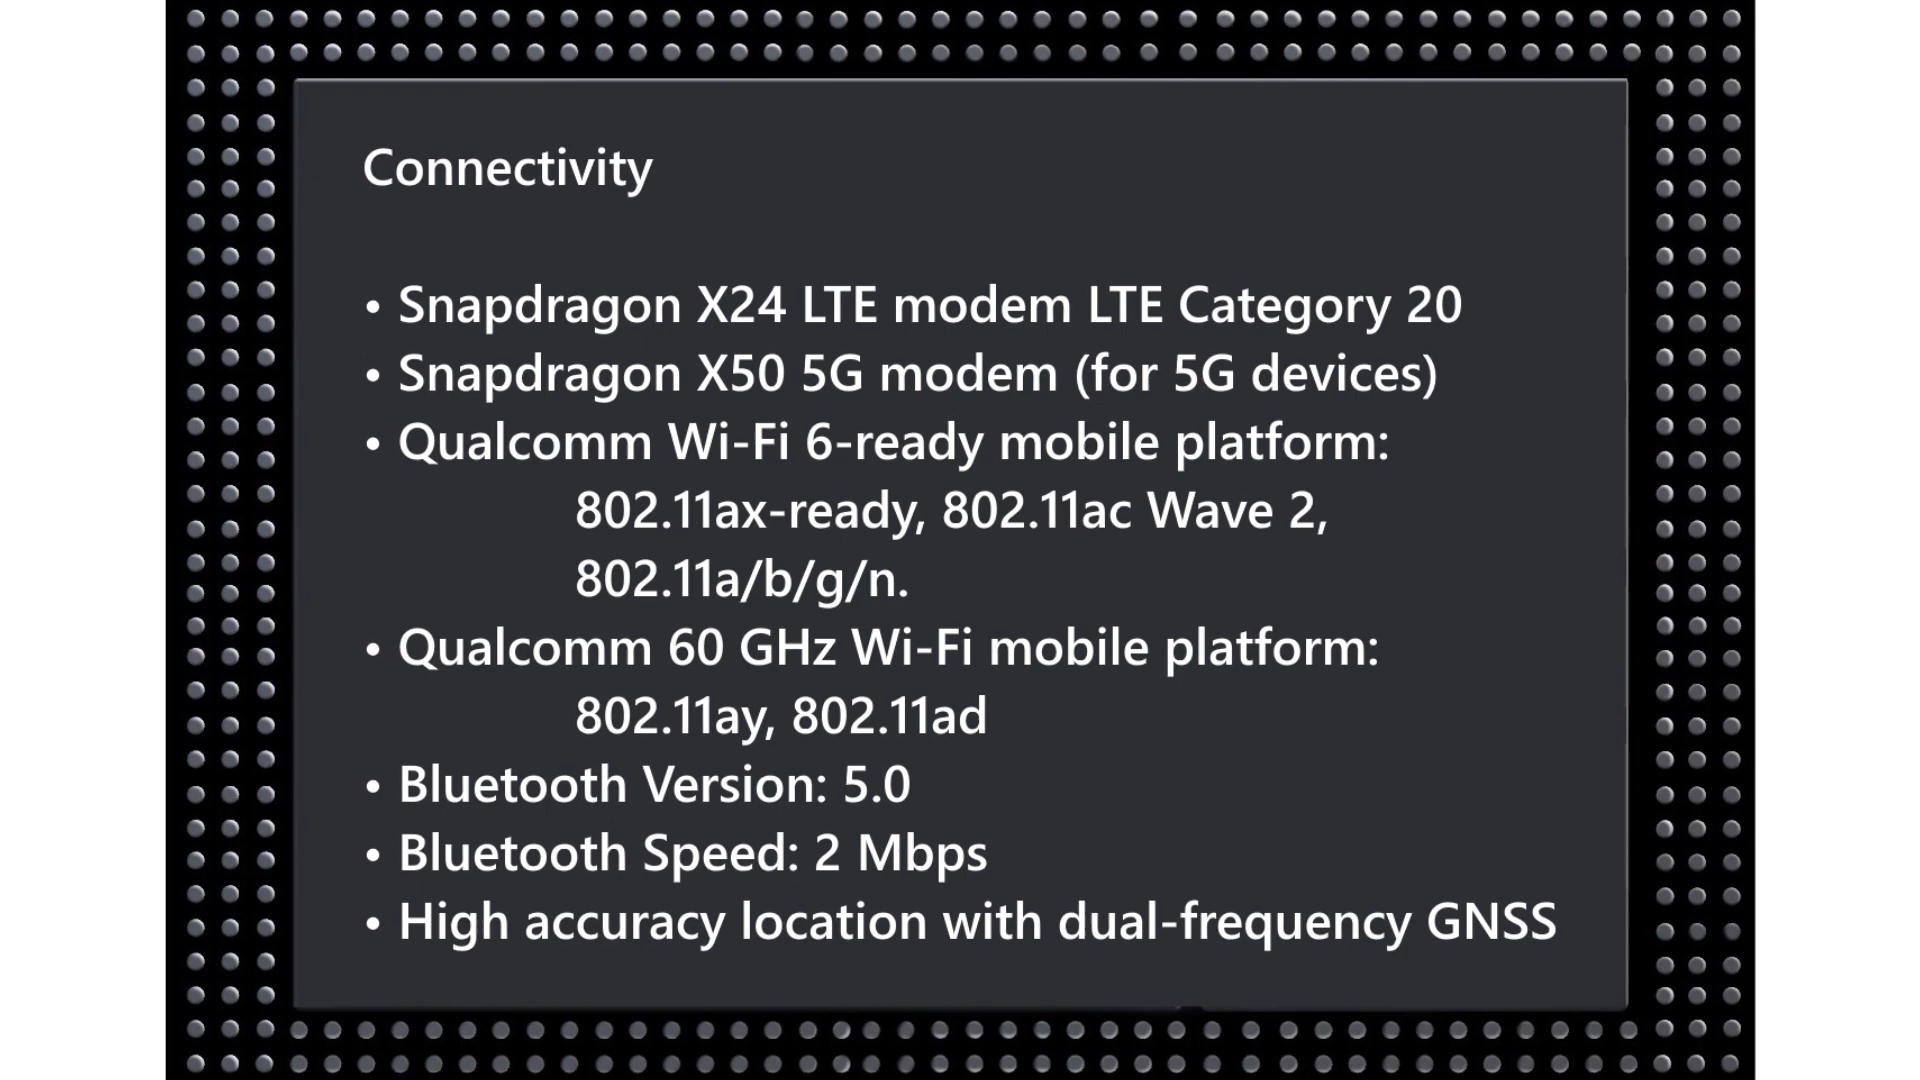 Connectivity
• Snapdragon X24 LTE modem LTE Category 20
• Snapdragon X50 5G modem (for 5G devices)
• Qualcomm Wi-Fi 6-ready mobile platform:
802.11ax-ready, 802.11ac Wave 2,
802.11a/b/g/n.
• Qualcomm 60 GHz Wi-Fi mobile platform:
802.11ay, 802.11ad
• Bluetooth Version: 5.0
• Bluetooth Speed: 2 Mbps
• High accuracy location with dual-frequency GNSS